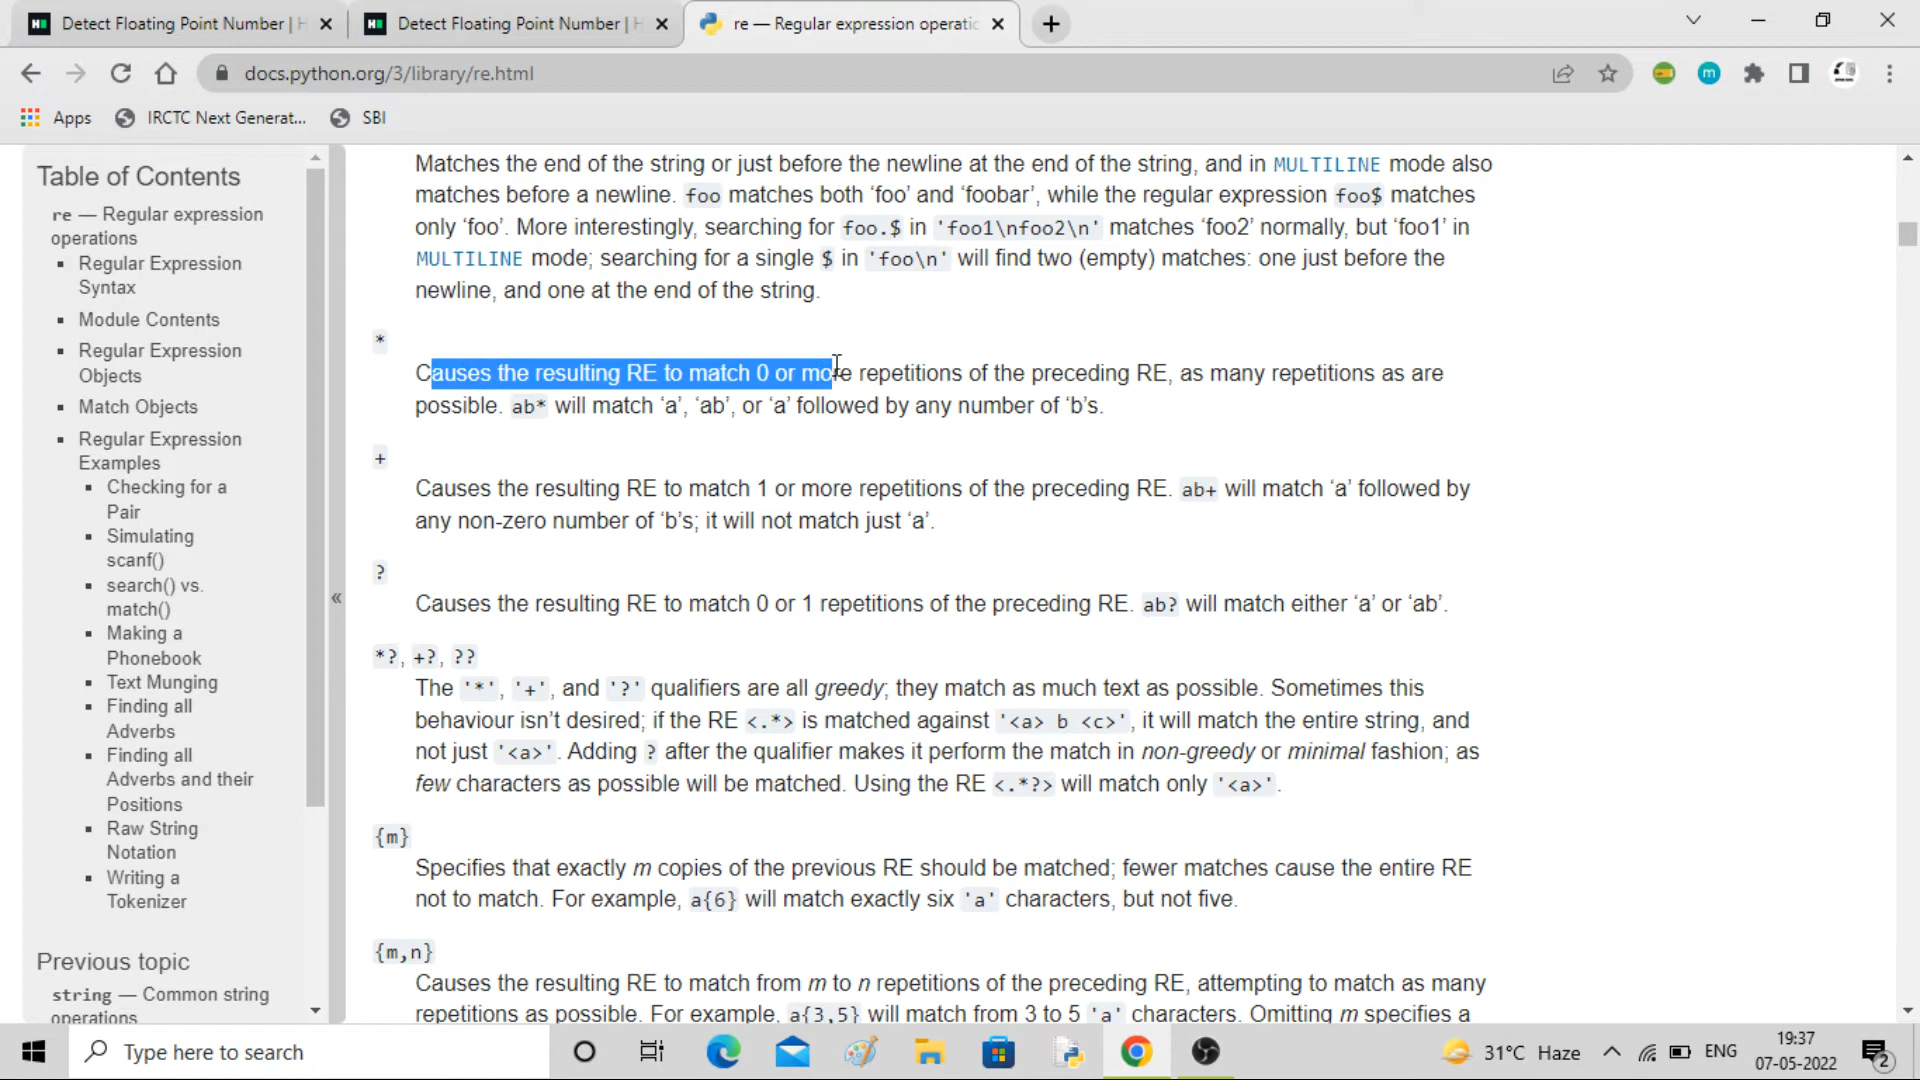 Detect Floating Point Number | H
Detect Floating Point Number | H
re — Regular expression operatio
docs.python.org/3/library/re.html
m
Apps
IRCTC Next Generat...
SBI
Table of Contents
re — Regular expression
operations
Regular Expression
Syntax
Module Contents
Regular Expression
Objects
Match Objects
Regular Expression
Examples
Checking for a
Pair
Simulating
scanf()
search() vs.
match()
Making a
Phonebook
Text Munging
Finding all
Adverbs
Finding all
Adverbs and their
Positions
Raw String
Notation
Writing a
Tokenizer
Previous topic
string — Common string
operations
«
Matches the end of the string or just before the newline at the end of the string, and in MULTILINE mode also
matches before a newline. foo matches both ‘foo’ and ‘foobar’, while the regular expression foo$ matches
only ‘foo’. More interestingly, searching for foo.$ in 'foo1\nfoo2\n' matches ‘foo2’ normally, but ‘foo1’ in
MULTILINE mode; searching for a single $ in 'foo\n' will find two (empty) matches: one just before the
newline, and one at the end of the string.
*
Causes the resulting RE to match 0 or more repetitions of the preceding RE, as many repetitions as are
possible. ab* will match ‘a’, ‘ab’, or ‘a’ followed by any number of ‘b’s.
+
Causes the resulting RE to match 1 or more repetitions of the preceding RE. ab+ will match ‘a’ followed by
any non-zero number of ‘b’s; it will not match just ‘a’.
?
Causes the resulting RE to match 0 or 1 repetitions of the preceding RE. ab? will match either ‘a’ or ‘ab’.
*?, +?, ??
The '*', '+', and '?' qualifiers are all greedy; they match as much text as possible. Sometimes this
behaviour isn’t desired; if the RE <.*> is matched against '<a> b <c>', it will match the entire string, and
not just '<a>'. Adding ? after the qualifier makes it perform the match in non-greedy or minimal fashion; as
few characters as possible will be matched. Using the RE <.*?> will match only '<a>'.
{m}
Specifies that exactly m copies of the previous RE should be matched; fewer matches cause the entire RE
not to match. For example, a{6} will match exactly six 'a' characters, but not five.
{m,n}
Causes the resulting RE to match from m to n repetitions of the preceding RE, attempting to match as many
repetitions as possible. For example, a{3,5} will match from 3 to 5 'a' characters. Omitting m specifies a
Type here to search
31°C Haze
ENG
19:37
07-05-2022
2